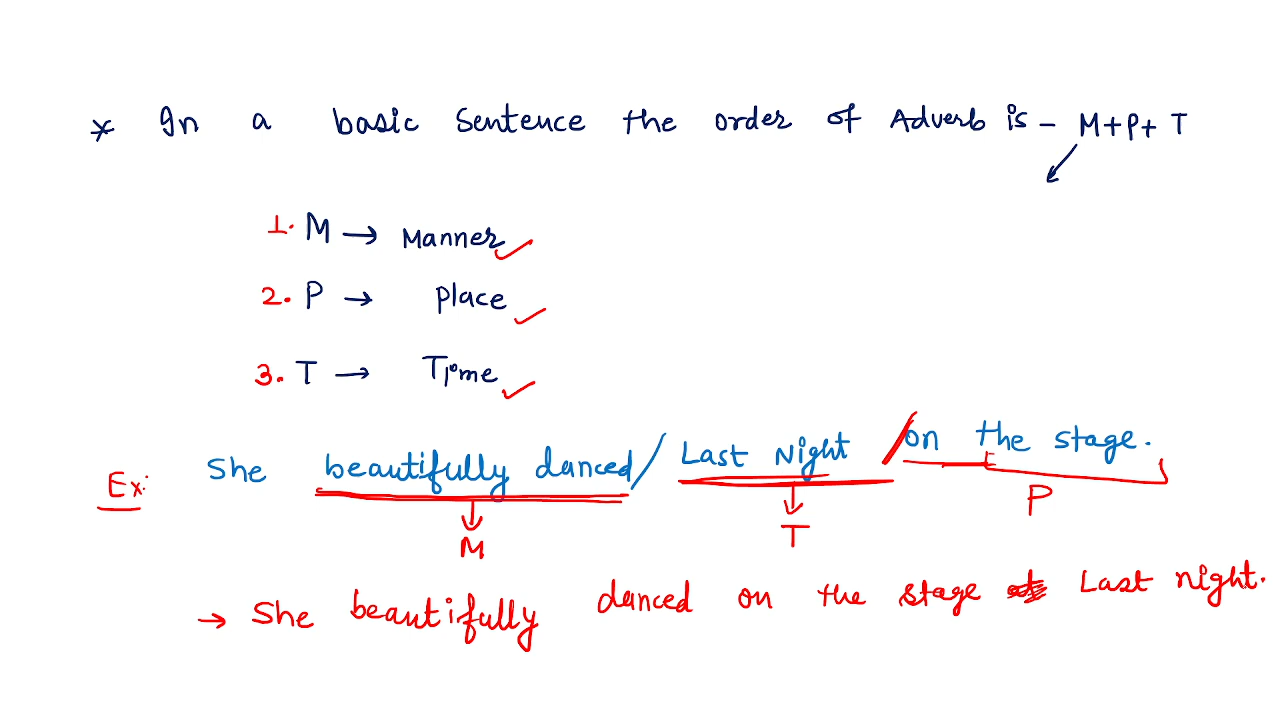 * In a basic Sentence the order of Adverb is - M+P+ T
1. M → Manner
2. P → place
3. T → Time
Ex: She beautifully danced / Last Night / on the stage.
M T P
→ She beautifully danced on the stage Last night.